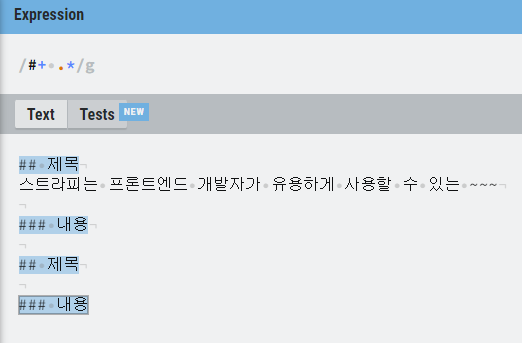 Expression
/#+ .*/g
Text Tests NEW
## 제목
스트라피는 프론트엔드 개발자가 유용하게 사용할 수 있는 ~~~
### 내용
## 제목
### 내용